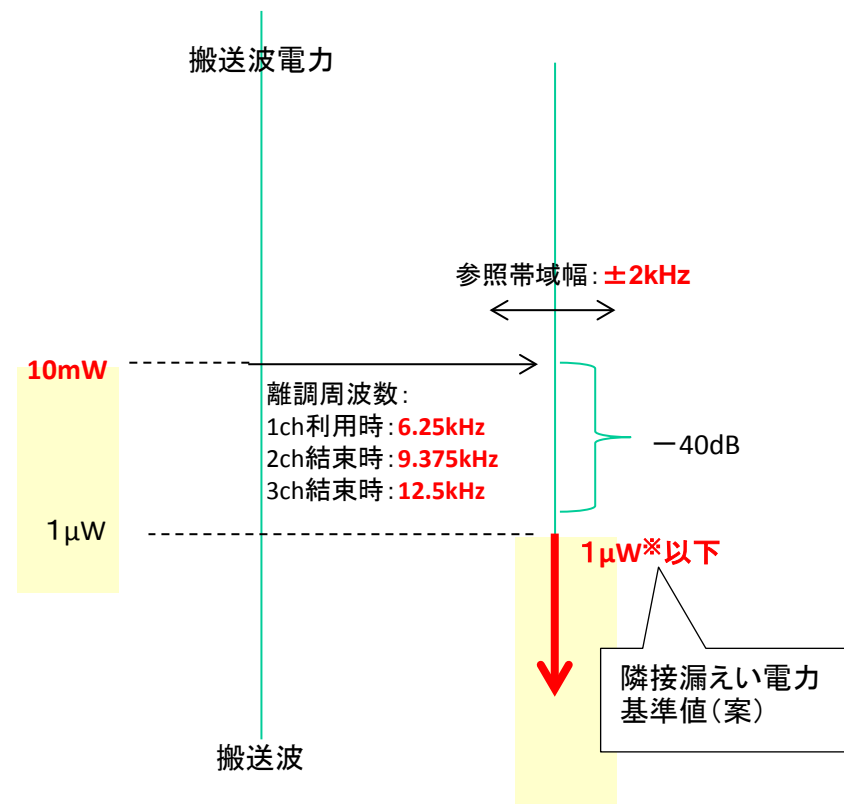 搬送波電力
参照帯域幅：±2kHz
10mW
離調周波数：
1ch利用時：6.25kHz
2ch結束時：9.375kHz
3ch結束時：12.5kHz
－40dB
1μW
1μW※以下
隣接漏えい電力
基準値（案）
搬送波